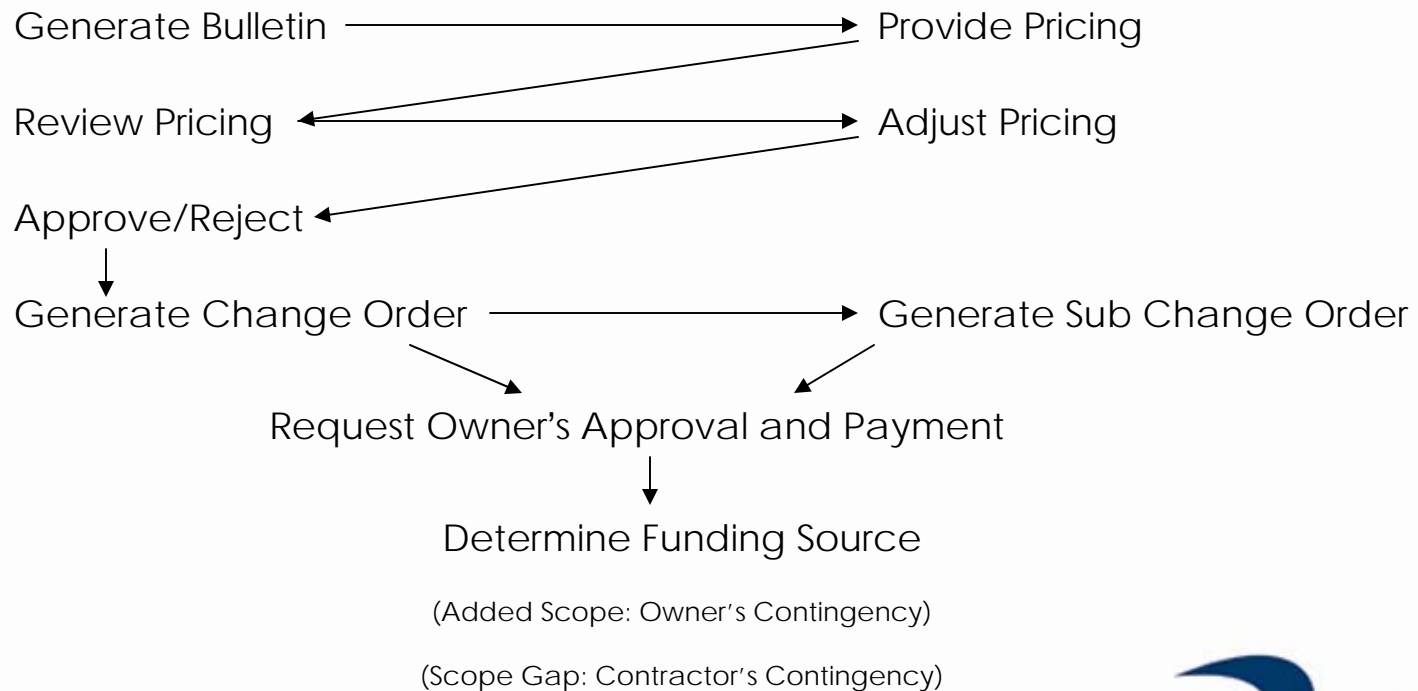 Generate Bulletin Provide Pricing
Review Pricing Adjust Pricing
Approve/Reject
Generate Change Order Generate Sub Change Order
Request Owner's Approval and Payment
Determine Funding Source
(Added Scope: Owner's Contingency)
(Scope Gap: Contractor's Contingency)